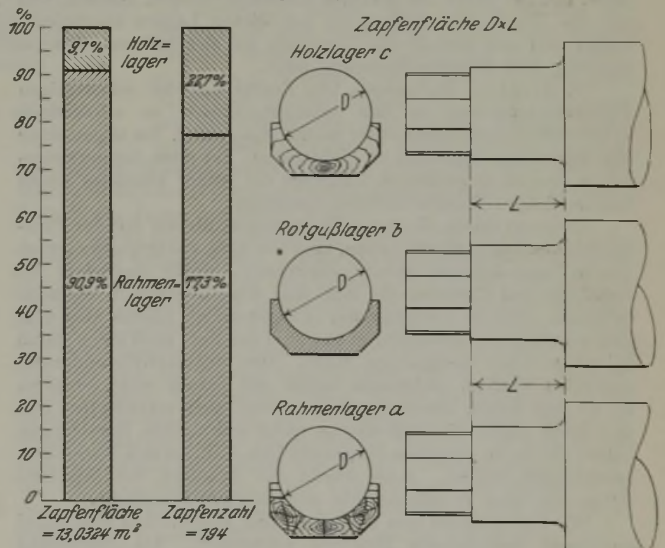 %
100
90
80
70
60
50
40
30
20
10
0
9,1%
Holz=
lager
22,7%
90,9%
Rahmen-
lager
77,3%
Zapfenfläche
=13,0324 m²
Zapfenzahl
=194
Zapfenfläche D×L
Holzlager c
D
L
Rotgußlager b
D
L
Rahmenlager a
D